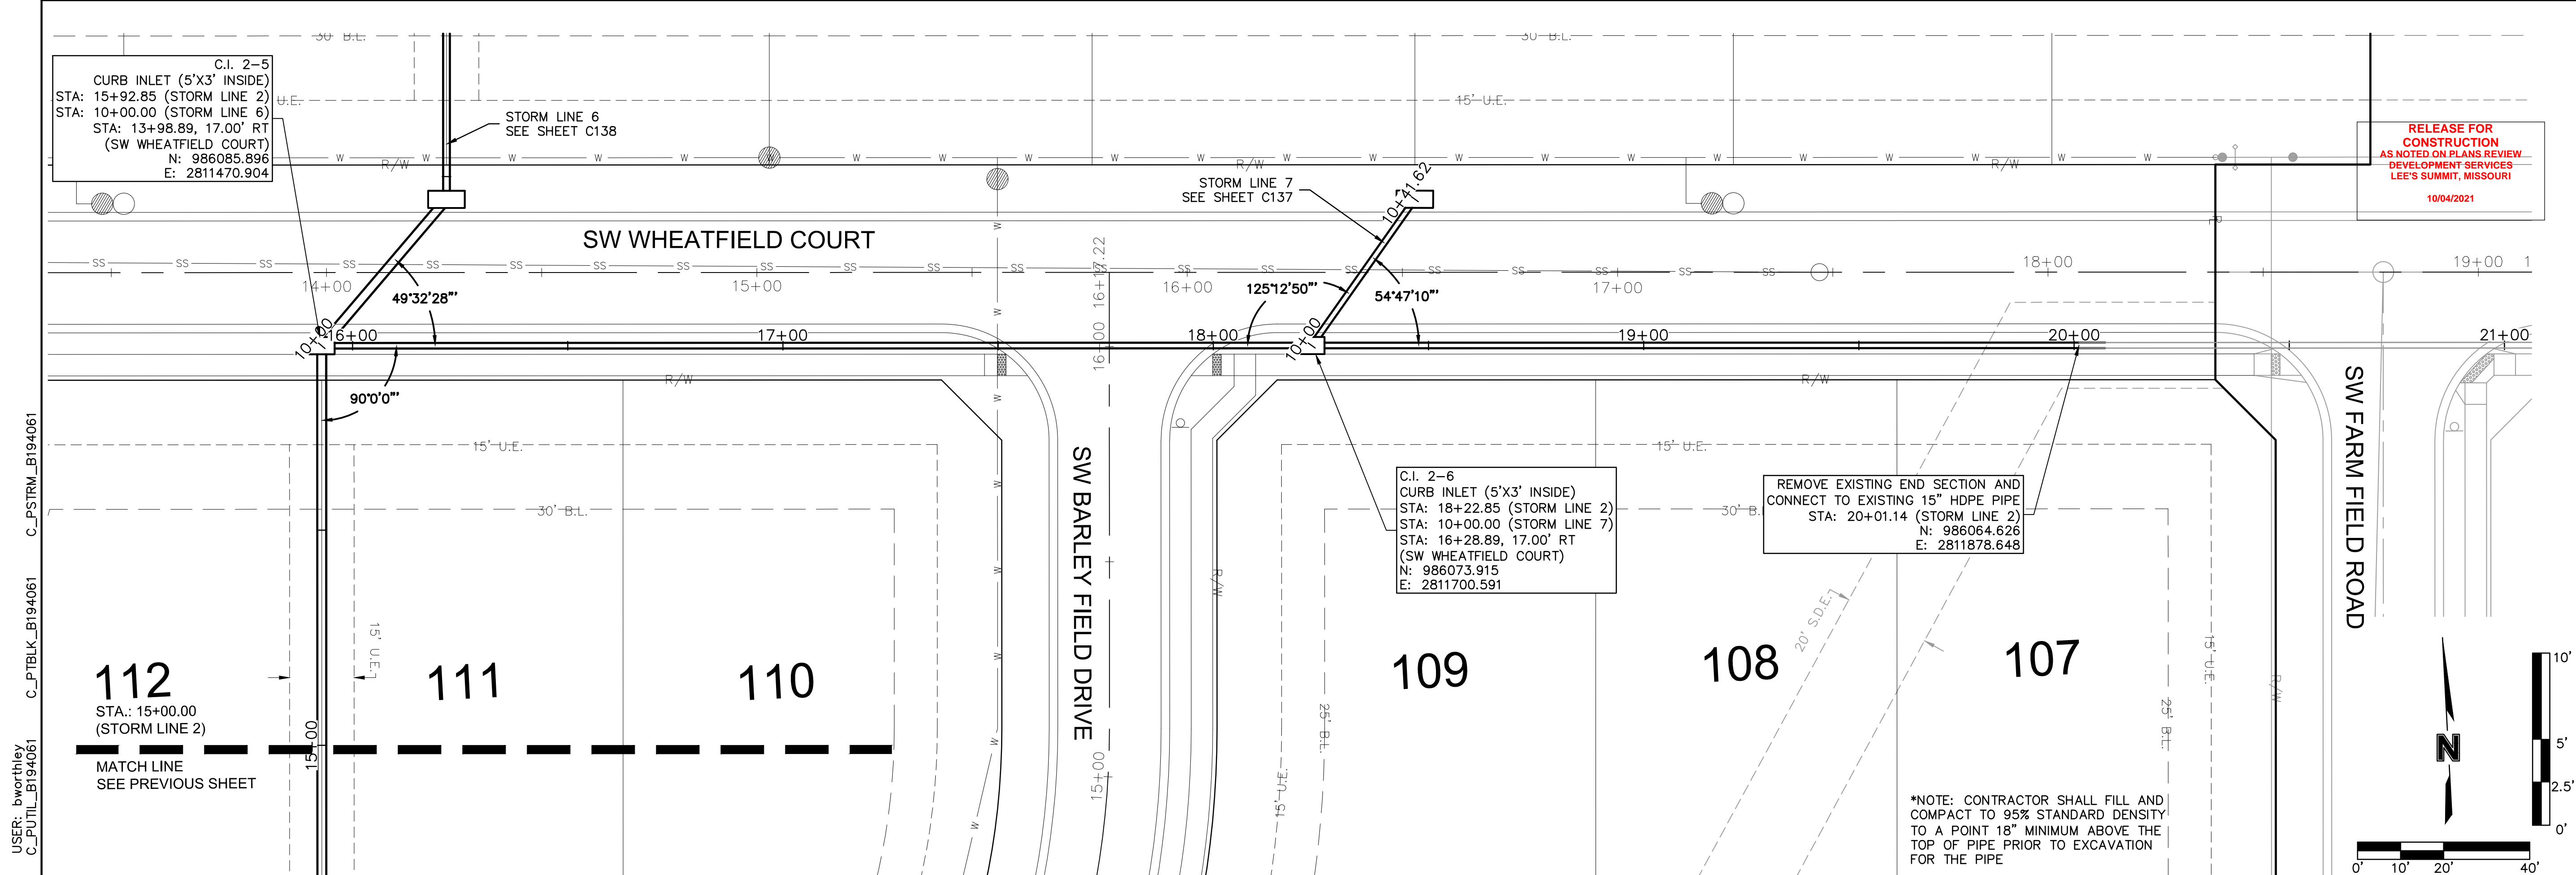 30' B.L.
30' B.L.
C.I. 2-5
CURB INLET (5'X3' INSIDE)
STA: 15+92.85 (STORM LINE 2)
STA: 10+00.00 (STORM LINE 6)
STA: 13+98.89, 17.00' RT
(SW WHEATFIELD COURT)
N: 986085.896
E: 2811470.904
U.E.
15' U.E.
STORM LINE 6
SEE SHEET C138
RELEASE FOR
CONSTRUCTION
AS NOTED ON PLANS REVIEW
DEVELOPMENT SERVICES
LEE'S SUMMIT, MISSOURI
10/04/2021
R/W
R/W
R/W
STORM LINE 7
SEE SHEET C137
10+41.62
SW WHEATFIELD COURT
14+00
15+00
16+00
17+00
18+00
19+00
1
49°32'28"'
16+00 16+17.22
125°12'50"'
54°47'10"'
10+00
16+00
17+00
18+00
10+00
19+00
20+00
21+00
R/W
R/W
90°0'0"'
15' U.E.
15' U.E.
30' B.L.
30' B.L
C.I. 2-6
CURB INLET (5'X3' INSIDE)
STA: 18+22.85 (STORM LINE 2)
STA: 10+00.00 (STORM LINE 7)
STA: 16+28.89, 17.00' RT
(SW WHEATFIELD COURT)
N: 986073.915
E: 2811700.591
REMOVE EXISTING END SECTION AND
CONNECT TO EXISTING 15" HDPE PIPE
STA: 20+01.14 (STORM LINE 2)
N: 986064.626
E: 2811878.648
SW BARLEY FIELD DRIVE
SW FARM FIELD ROAD
R/W
R/W
15' U.E.
15' U.E.
15' U.E.
20' S.D.E.
25' B.L.
25' B.L.
112
111
110
109
108
107
STA.: 15+00.00
(STORM LINE 2)
15+00
15+00
MATCH LINE
SEE PREVIOUS SHEET
*NOTE: CONTRACTOR SHALL FILL AND
COMPACT TO 95% STANDARD DENSITY
TO A POINT 18" MINIMUM ABOVE THE
TOP OF PIPE PRIOR TO EXCAVATION
FOR THE PIPE
N
10'
5'
2.5'
0'
0' 10' 20' 40'
C_PSTRM_B194061
C_PTBLK_B194061
C_PUTIL_B194061
USER: bworthley